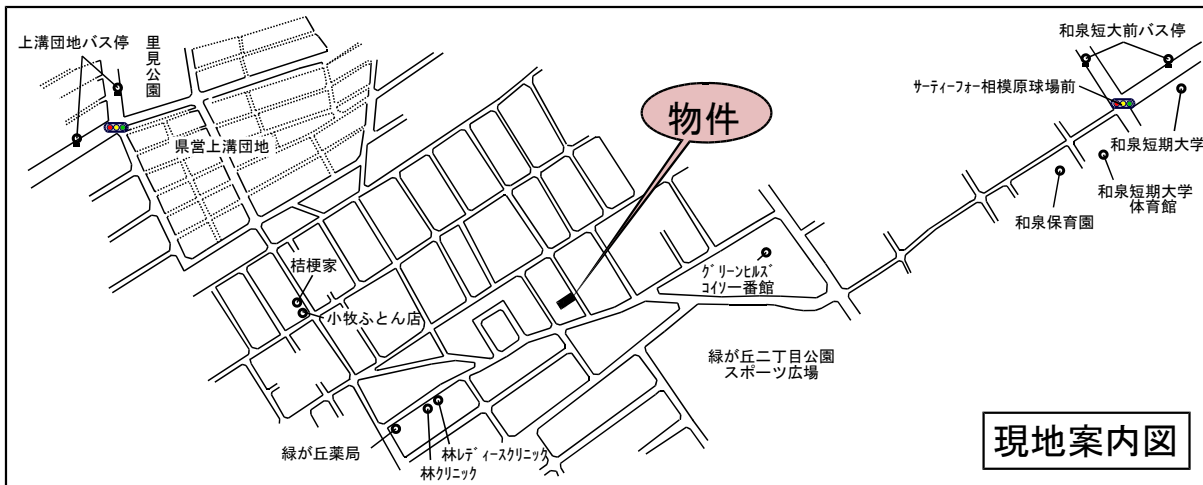 上溝団地バス停
里見公園
県営上溝団地
物件
和泉短大前バス停
サーティーフォー相模原球場前
和泉短期大学
和泉短期大学
体育館
和泉保育園
桔梗家
小牧ふとん店
ｸﾞﾘｰﾝﾋﾙｽﾞ
ｺｲｿ一番館
緑が丘二丁目公園
スポーツ広場
緑が丘薬局
林ﾚﾃﾞｨｰｽｸﾘﾆｯｸ
林ｸﾘﾆｯｸ
現地案内図